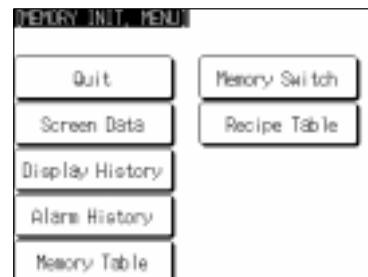 [MEMORY INIT. MENU]
Quit
Screen Data
Display History
Alarm History
Memory Table
Memory Switch
Recipe Table